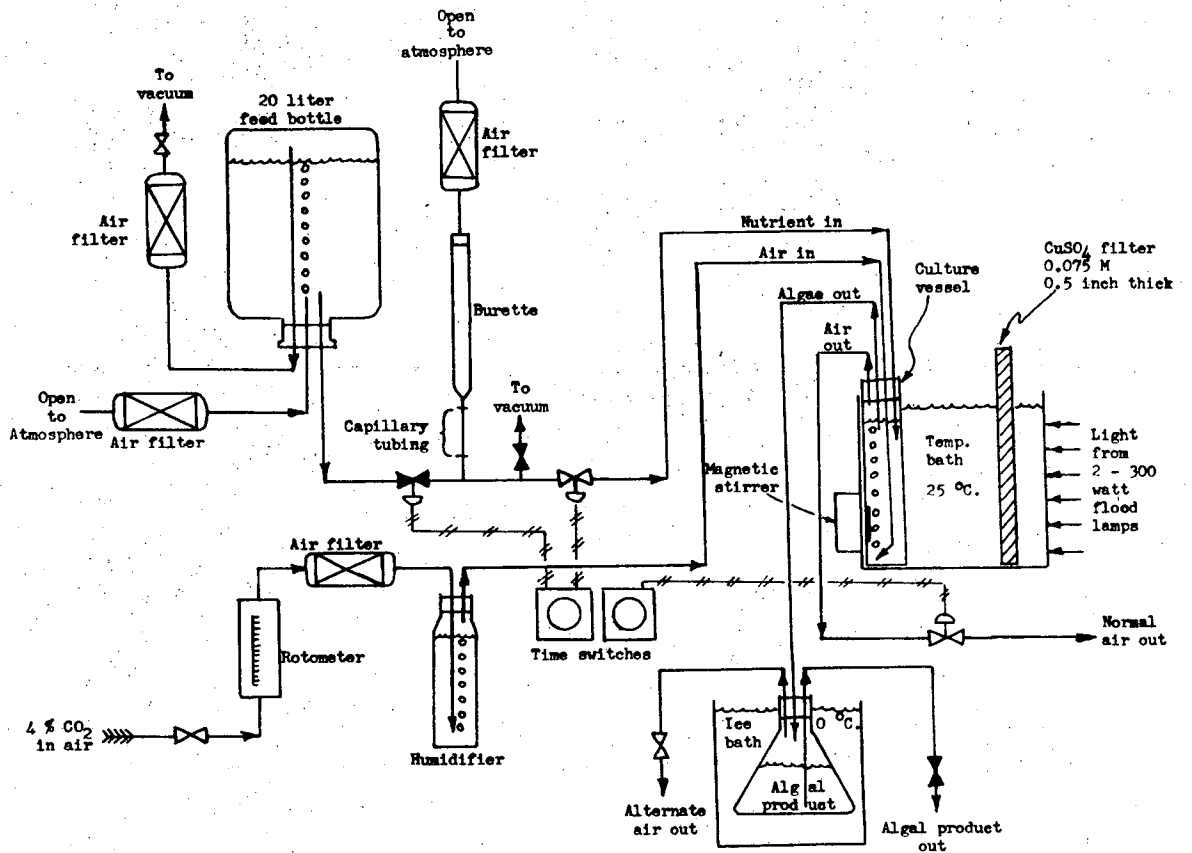 Open
to
atmosphere
To
vacuum
20 liter
feed bottle
Air
filter
Air
filter
Nutrient in
Air in
CuSO₄ filter
0.075 M
0.5 inch thick
Culture
vessel
Algae out
Burette
Air
out
To
vacuum
Open
to
Atmosphere
Air filter
Capillary
tubing
Temp.
bath
25 °C.
Light
from
2 - 300
watt
flood
lamps
Magnetic
stirrer
Air filter
Normal
air out
Time switches
Rotometer
4 % CO₂
in air
Humidifier
Ice
bath
0 °C.
Algal
product
Alternate
air out
Algal product
out